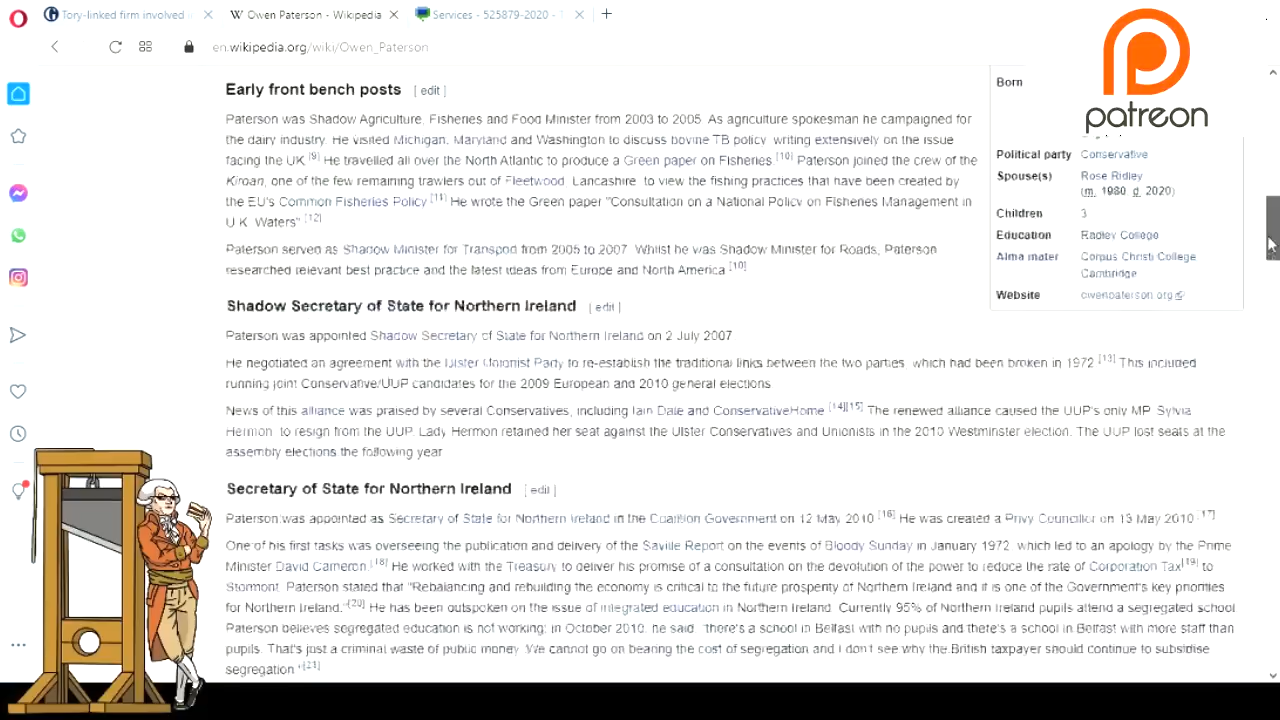 Tory-linked firm involved i
Owen Paterson - Wikipedia
Services - 525879-2020 -
en.wikipedia.org/wiki/Owen_Paterson
patreon
Early front bench posts [ edit ]
Paterson was Shadow Agriculture, Fisheries and Food Minister from 2003 to 2005. As agriculture spokesman he campaigned for
the dairy industry. He visited Michigan, Maryland and Washington to discuss bovine TB policy, writing extensively on the issue
facing the UK.[9] He travelled all over the North Atlantic to produce a Green paper on Fisheries.[10] Paterson joined the crew of the
Kiroan, one of the few remaining trawlers out of Fleetwood, Lancashire, to view the fishing practices that have been created by
the EU's Common Fisheries Policy.[11] He wrote the Green paper "Consultation on a National Policy on Fisheries Management in
U.K. Waters".[12]
Paterson served as Shadow Minister for Transport from 2005 to 2007. Whilst he was Shadow Minister for Roads, Paterson
researched relevant best practice and the latest ideas from Europe and North America.[10]
Born
Political party Conservative
Spouse(s) Rose Ridley
(m. 1980; d. 2020)
Children 3
Education Radley College
Alma mater Corpus Christi College
Cambridge
Website owenpaterson.org
Shadow Secretary of State for Northern Ireland [ edit ]
Paterson was appointed Shadow Secretary of State for Northern Ireland on 2 July 2007.
He negotiated an agreement with the Ulster Unionist Party to re-establish the traditional links between the two parties, which had been broken in 1972.[13] This included
running joint Conservative/UUP candidates for the 2009 European and 2010 general elections.
News of this alliance was praised by several Conservatives, including Iain Dale and ConservativeHome.[14][15] The renewed alliance caused the UUP's only MP, Sylvia
Hermon, to resign from the UUP. Lady Hermon retained her seat against the Ulster Conservatives and Unionists in the 2010 Westminster election. The UUP lost seats at the
assembly elections the following year.
Secretary of State for Northern Ireland [ edit ]
Paterson was appointed as Secretary of State for Northern Ireland in the Coalition Government on 12 May 2010.[16] He was created a Privy Councillor on 13 May 2010.[17]
One of his first tasks was overseeing the publication and delivery of the Saville Report on the events of Bloody Sunday in January 1972, which led to an apology by the Prime
Minister David Cameron.[18] He worked with the Treasury to deliver his promise of a consultation on the devolution of the power to reduce the rate of Corporation Tax[19] to
Stormont. Paterson stated that "Rebalancing and rebuilding the economy is critical to the future prosperity of Northern Ireland and it is one of the Government's key priorities
for Northern Ireland."[20] He has been outspoken on the issue of integrated education in Northern Ireland. Currently 95% of Northern Ireland pupils attend a segregated school.
Paterson believes segregated education is not working; in October 2010, he said, "there's a school in Belfast with no pupils and there's a school in Belfast with more staff than
pupils. That's just a criminal waste of public money. We cannot go on bearing the cost of segregation and I don't see why the British taxpayer should continue to subsidise
segregation."[21]